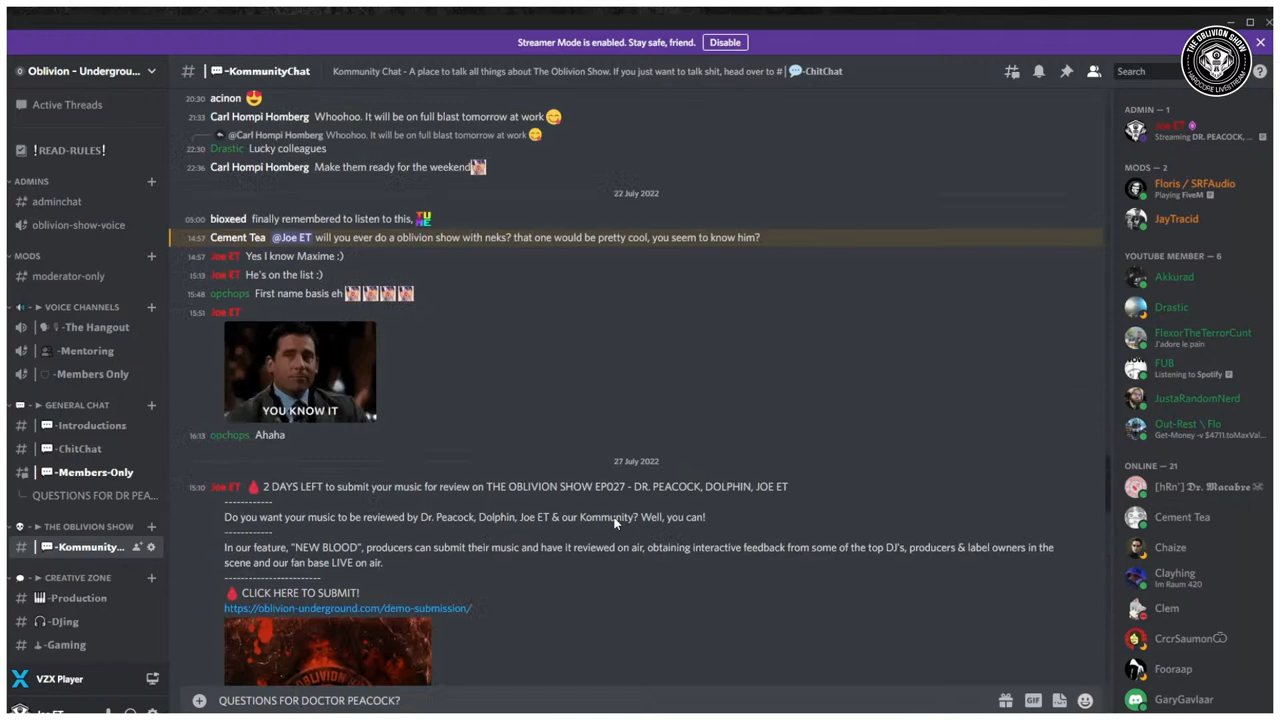 Streamer Mode is enabled. Stay safe, friend. Disable
THE OBLIVION SHOW
HARDCORE LIVESTREAM
O Oblivion - Undergrou...
Active Threads
!READ-RULES!
ADMINS
adminchat
oblivion-show-voice
MODS
moderator-only
VOICE CHANNELS
-The Hangout
-Mentoring
-Members Only
GENERAL CHAT
-Introductions
-ChitChat
-Members-Only
QUESTIONS FOR DR PEA...
THE OBLIVION SHOW
-Kommunity...
CREATIVE ZONE
-Production
-DJing
-Gaming
VZX Player
Joe ET
# | -KommunityChat Kommunity Chat - A place to talk all things about The Oblivion Show. If you just want to talk shit, head over to # | -ChitChat
Search
20:30 acinon
21:33 Carl Hompi Homberg Whoohoo. It will be on full blast tomorrow at work
@Carl Hompi Homberg Whoohoo. It will be on full blast tomorrow at work
22:30 Drastic Lucky colleagues
22:36 Carl Hompi Homberg Make them ready for the weekend
22 July 2022
05:00 bioxeed finally remembered to listen to this, TUNE
14:57 Cement Tea @Joe ET will you ever do a oblivion show with neks? that one would be pretty cool, you seem to know him?
14:57 Joe ET Yes I know Maxime :)
15:13 Joe ET He's on the list :)
15:48 opchops First name basis eh
15:51 Joe ET
YOU KNOW IT
16:13 opchops Ahaha
27 July 2022
15:10 Joe ET 2 DAYS LEFT to submit your music for review on THE OBLIVION SHOW EP027 - DR. PEACOCK, DOLPHIN, JOE ET
------------
Do you want your music to be reviewed by Dr. Peacock, Dolphin, Joe ET & our Kommunity? Well, you can!
------------
In our feature, "NEW BLOOD", producers can submit their music and have it reviewed on air, obtaining interactive feedback from some of the top DJ's, producers & label owners in the
scene and our fan base LIVE on air.
------------------------
CLICK HERE TO SUBMIT!
https://oblivion-underground.com/demo-submission/
QUESTIONS FOR DOCTOR PEACOCK?
GIF
ADMIN — 1
Joe ET
Streaming DR. PEACOCK, ...
MODS — 2
Floris / SRFAudio
Playing FiveM
JayTracid
YOUTUBE MEMBER — 6
Akkurad
Drastic
FlexorTheTerrorCunt
J'adore le pain
FUB
Listening to Spotify
JustaRandomNerd
Out-Rest \ Flo
Get-Money -v $4711.toMaxVal...
ONLINE — 21
[hRn'] 𝕯𝖗. 𝕸𝖆𝖈𝖆𝖇𝖗𝖊 ☠
Cement Tea
Chaize
Clayhing
Im Raum 420
Clem
CrcrSaumon
Fooraap
GaryGavlaar